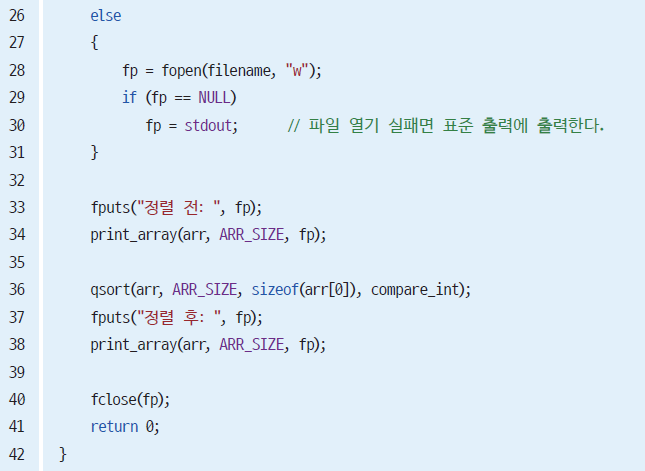 26 else
27 {
28 fp = fopen(filename, "w");
29 if (fp == NULL)
30 fp = stdout; // 파일 열기 실패면 표준 출력에 출력한다.
31 }
32
33 fputs("정렬 전: ", fp);
34 print_array(arr, ARR_SIZE, fp);
35
36 qsort(arr, ARR_SIZE, sizeof(arr[0]), compare_int);
37 fputs("정렬 후: ", fp);
38 print_array(arr, ARR_SIZE, fp);
39
40 fclose(fp);
41 return 0;
42 }